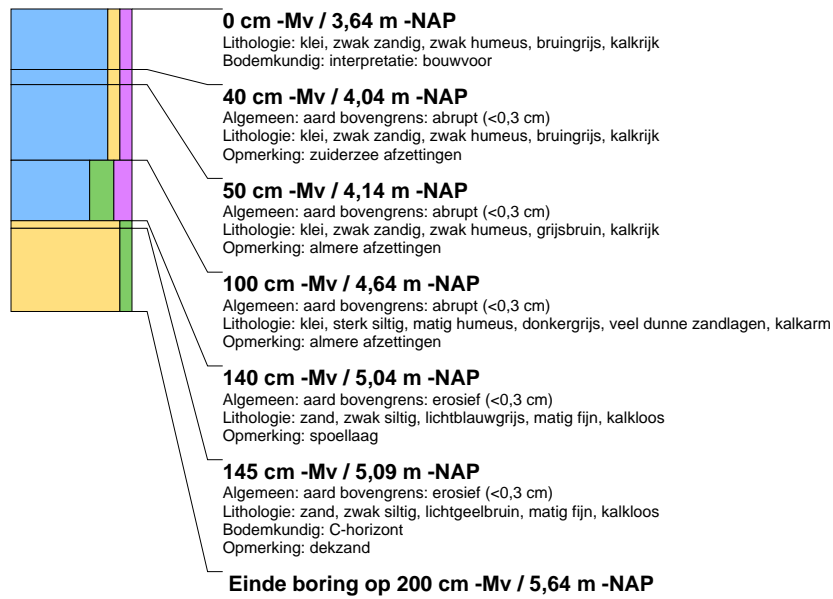 0 cm -Mv / 3,64 m -NAP
Lithologie: klei, zwak zandig, zwak humeus, bruingrijs, kalkrijk
Bodemkundig: interpretatie: bouwvoor
40 cm -Mv / 4,04 m -NAP
Algemeen: aard bovengrens: abrupt (<0,3 cm)
Lithologie: klei, zwak zandig, zwak humeus, bruingrijs, kalkrijk
Opmerking: zuiderzee afzettingen
50 cm -Mv / 4,14 m -NAP
Algemeen: aard bovengrens: abrupt (<0,3 cm)
Lithologie: klei, zwak zandig, zwak humeus, grijsbruin, kalkrijk
Opmerking: almere afzettingen
100 cm -Mv / 4,64 m -NAP
Algemeen: aard bovengrens: abrupt (<0,3 cm)
Lithologie: klei, sterk siltig, matig humeus, donkergrijs, veel dunne zandlagen, kalkarm
Opmerking: almere afzettingen
140 cm -Mv / 5,04 m -NAP
Algemeen: aard bovengrens: erosief (<0,3 cm)
Lithologie: zand, zwak siltig, lichtblauwgrijs, matig fijn, kalkloos
Opmerking: spoellaag
145 cm -Mv / 5,09 m -NAP
Algemeen: aard bovengrens: erosief (<0,3 cm)
Lithologie: zand, zwak siltig, lichtgeelbruin, matig fijn, kalkloos
Bodemkundig: C-horizont
Opmerking: dekzand
Einde boring op 200 cm -Mv / 5,64 m -NAP